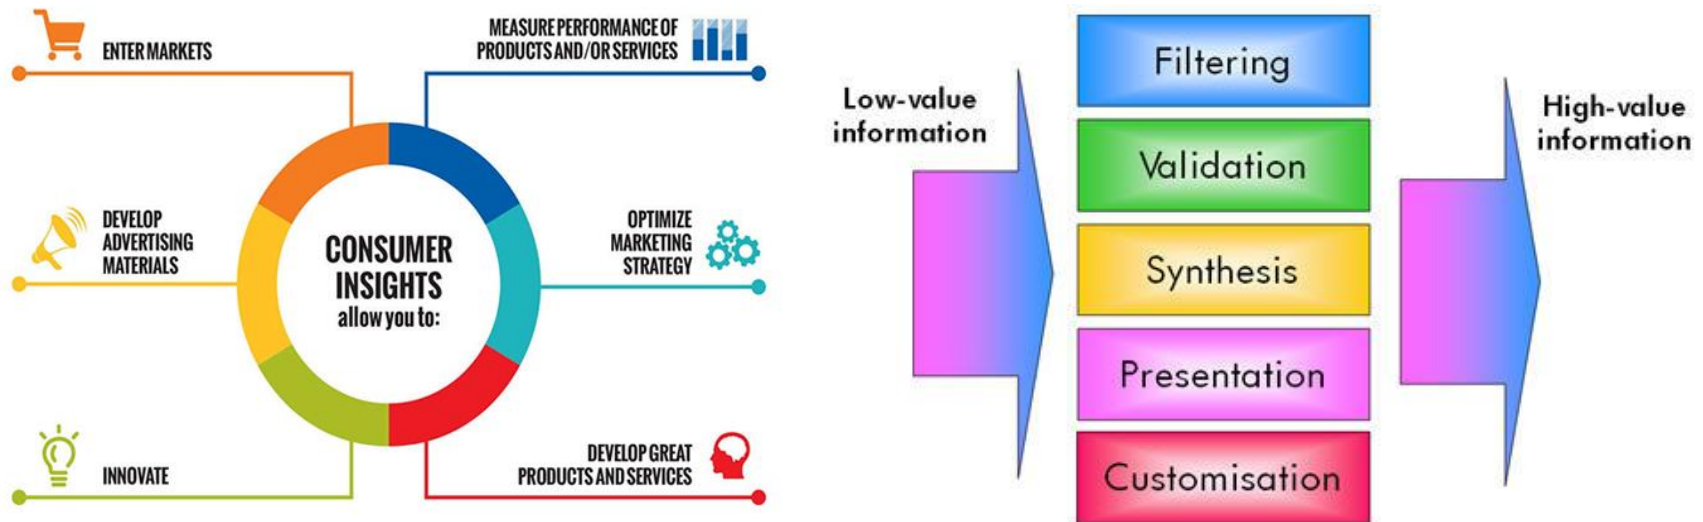 ENTER MARKETS
MEASURE PERFORMANCE OF
PRODUCTS AND/OR SERVICES
DEVELOP
ADVERTISING
MATERIALS
CONSUMER
INSIGHTS
allow you to:
OPTIMIZE
MARKETING
STRATEGY
INNOVATE
DEVELOP GREAT
PRODUCTS AND SERVICES
Low-value
information
Filtering
Validation
Synthesis
Presentation
Customisation
High-value
information